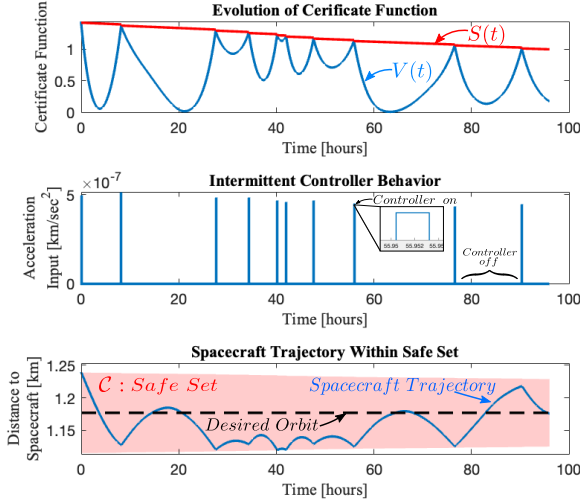 Evolution of Cerificate Function
Certificate Function
1
0.5
0
S(t)
V(t)
0 20 40 60 80 100
Time [hours]
Intermittent Controller Behavior
×10⁻⁷
Acceleration
Input [km/sec²]
5
0
Controller on
55.95 55.952 55.95
Controller
off
0 20 40 60 80 100
Time [hours]
Spacecraft Trajectory Within Safe Set
Distance to
Spacecraft [km]
1.25
1.2
1.15
C : Safe Set
Spacecraft Trajectory
Desired Orbit
0 20 40 60 80 100
Time [hours]